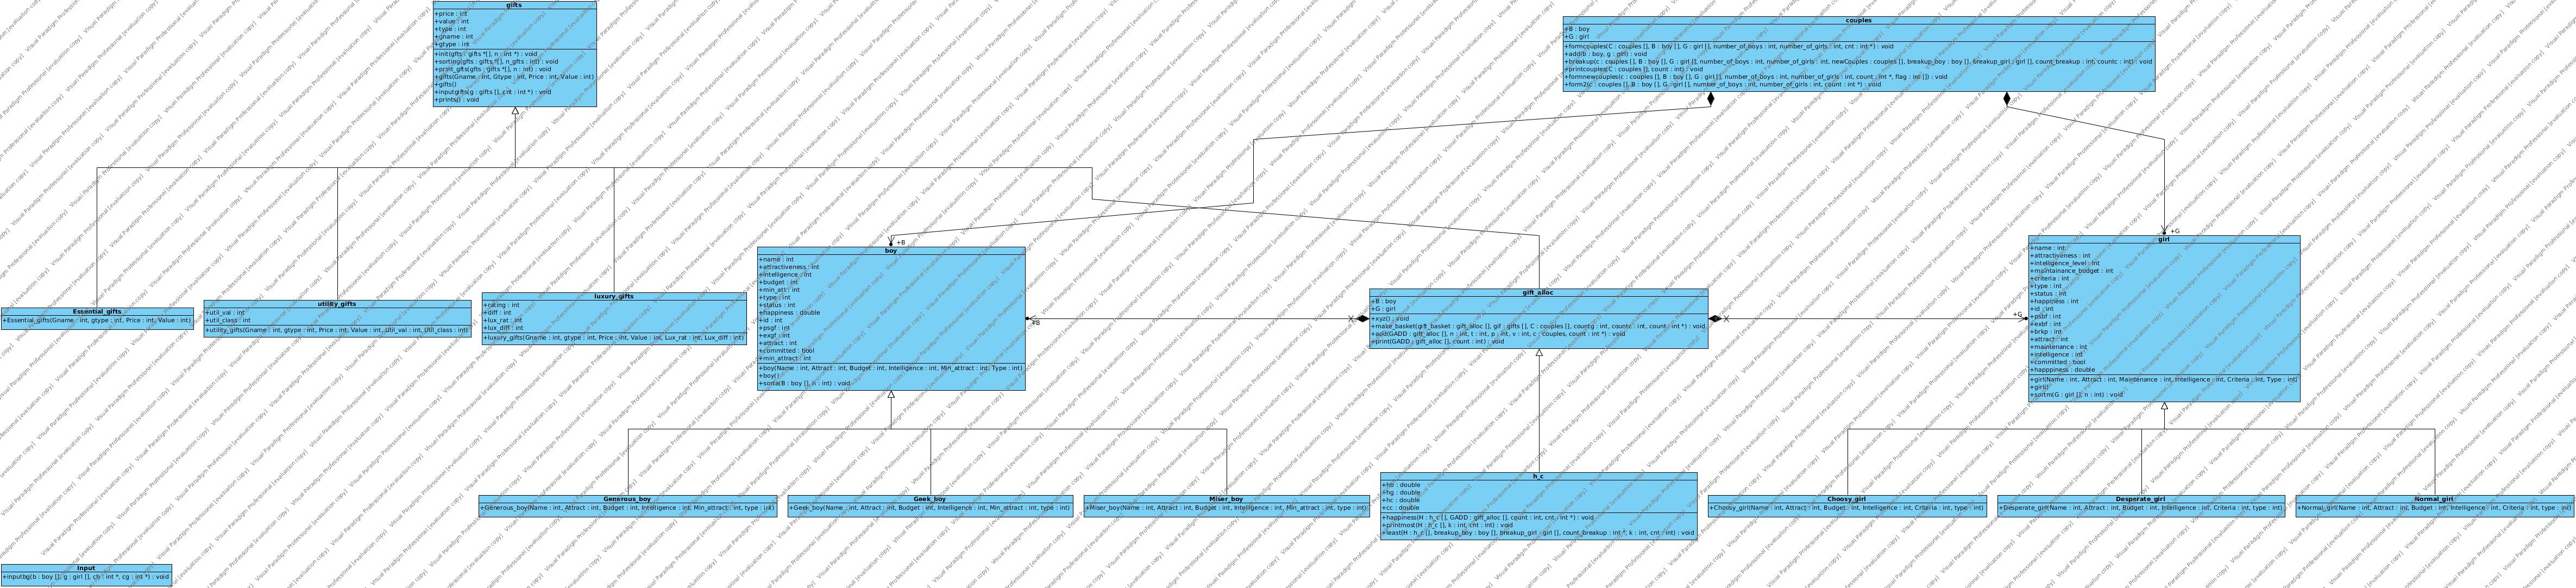 gifts
+price : int
+value : int
+type : int
+gname : int
+gtype : int
+init(gfts : gifts *[], n : int *) : void
+sorting(gfts : gifts *[], n_gfts : int) : void
+print_gfts(gfts : gifts *[], n : int) : void
+gifts(Gname : int, Gtype : int, Price : int, Value : int)
+gifts()
+inputgifts(g : gifts [], cnt : int *) : void
+prints() : void
couples
+B : boy
+G : girl
+formcouples(C : couples [], B : boy [], G : girl [], number_of_boys : int, number_of_girls : int, cnt : int *) : void
+add(b : boy, g : girl) : void
+breakup(c : couples [], B : boy [], G : girl [], number_of_boys : int, number_of_girls : int, newCouples : couples [], breakup_boy : boy [], breakup_girl : girl [], count_breakup : int, countc : int) : void
+printcouple(C : couples [], count : int) : void
+formnewcouples(c : couples [], B : boy [], G : girl [], number_of_boys : int, number_of_girls : int, count : int *, flag : int []) : void
+form2(c : couples [], B : boy [], G : girl [], number_of_boys : int, number_of_girls : int, count : int *) : void
+B
+G
Essential_gifts
+Essential_gifts(Gname : int, gtype : int, Price : int, Value : int)
utility_gifts
+util_val : int
+util_class : int
+utility_gifts(Gname : int, gtype : int, Price : int, Value : int, Util_val : int, Util_class : int)
luxury_gifts
+rating : int
+diff : int
+lux_rat : int
+lux_diff : int
+luxury_gifts(Gname : int, gtype : int, Price : int, Value : int, Lux_rat : int, Lux_diff : int)
boy
+name : int
+attractiveness : int
+intelligence : int
+budget : int
+min_att : int
+type : int
+status : int
+happiness : double
+id : int
+psgf : int
+exgf : int
+attract : int
+committed : bool
+min_attract : int
+boy(Name : int, Attract : int, Budget : int, Intelligence : int, Min_attract : int, Type : int)
+boy()
+sorta(B : boy [], n : int) : void
+B
gift_alloc
+B : boy
+G : girl
+xyz() : void
+make_basket(gift_basket : gift_alloc [], gif : gifts [], C : couples [], countg : int, countc : int, count : int *) : void
+add(GADD : gift_alloc [], n : int, t : int, p : int, v : int, c : couples, count : int *) : void
+print(GADD : gift_alloc [], count : int) : void
+G
girl
+name : int
+attractiveness : int
+intelligence_level : int
+maintainance_budget : int
+criteria : int
+type : int
+status : int
+happiness : int
+id : int
+psbf : int
+exbf : int
+brkp : int
+attract : int
+maintenance : int
+intelligence : int
+committed : bool
+happpiness : double
+girl(Name : int, Attract : int, Maintenance : int, Intelligence : int, Criteria : int, Type : int)
+girl()
+sortm(G : girl [], n : int) : void
Generous_boy
+Generous_boy(Name : int, Attract : int, Budget : int, Intelligence : int, Min_attract : int, type : int)
Geek_boy
+Geek_boy(Name : int, Attract : int, Budget : int, Intelligence : int, Min_attract : int, type : int)
Miser_boy
+Miser_boy(Name : int, Attract : int, Budget : int, Intelligence : int, Min_attract : int, type : int)
h_c
+hb : double
+hg : double
+hc : double
+cc : double
+happiness(H : h_c [], GADD : gift_alloc [], count : int, cnt : int *) : void
+printmost(H : h_c [], k : int, cnt : int) : void
+least(H : h_c [], breakup_boy : boy [], breakup_girl : girl [], count_breakup : int *, k : int, cnt : int) : void
Choosy_girl
+Choosy_girl(Name : int, Attract : int, Budget : int, Intelligence : int, Criteria : int, type : int)
Desperate_girl
+Desperate_girl(Name : int, Attract : int, Budget : int, Intelligence : int, Criteria : int, type : int)
Normal_girl
+Normal_girl(Name : int, Attract : int, Budget : int, Intelligence : int, Criteria : int, type : int)
Input
+inputbg(b : boy [], g : girl [], cb : int *, cg : int *) : void
Visual Paradigm Professional [evaluation copy]